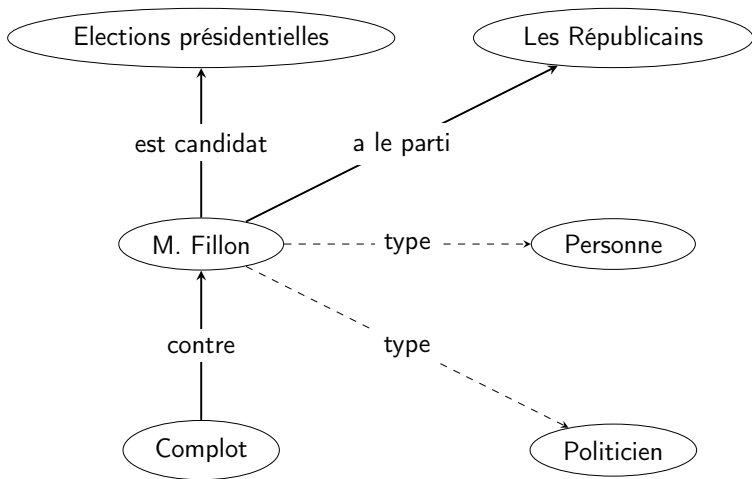 Elections présidentielles
Les Républicains
est candidat
a le parti
M. Fillon
type
Personne
contre
type
Complot
Politicien